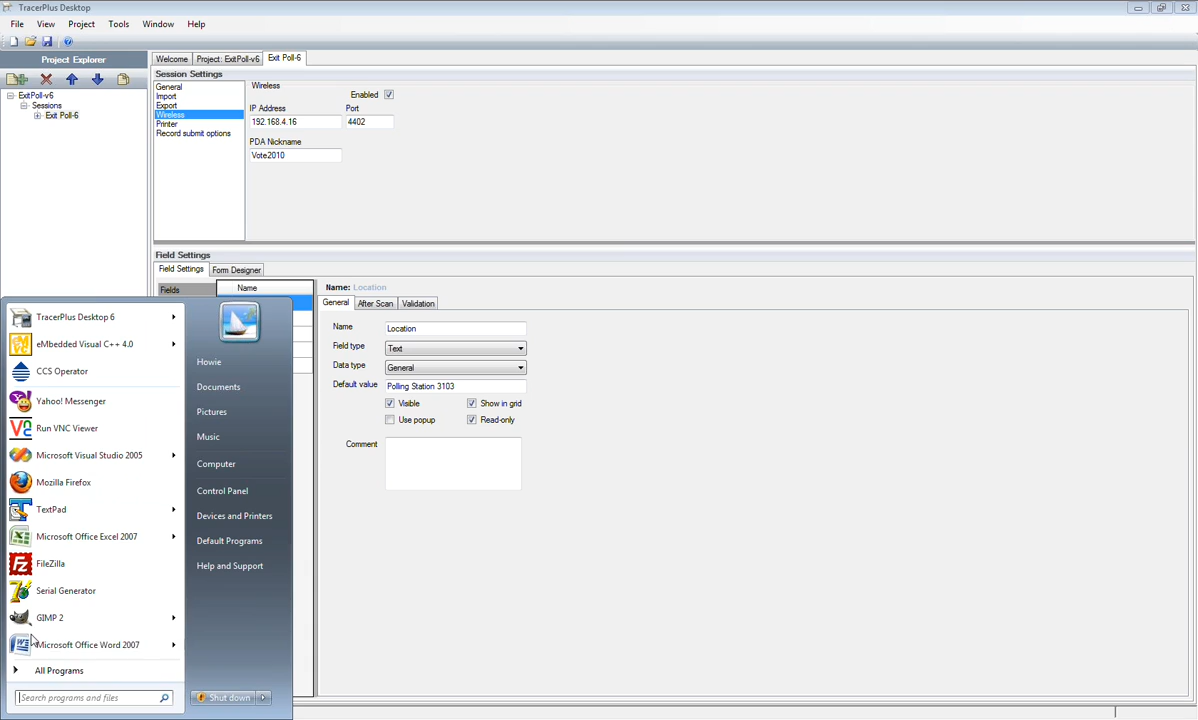 TracerPlus Desktop
File View Project Tools Window Help
Project Explorer
ExitPoll-v6
Sessions
Exit Poll-6
Welcome Project: ExitPoll-v6 Exit Poll-6
Session Settings
General
Import
Export
Wireless
Printer
Record submit options
Wireless
Enabled
IP Address Port
192.168.4.16 4402
PDA Nickname
Vote2010
Field Settings
Field Settings Form Designer
Fields Name
Name: Location
General After Scan Validation
Name Location
Field type Text
Data type General
Default value Polling Station 3103
Visible Show in grid
Use popup Read-only
Comment
TracerPlus Desktop 6
eMbedded Visual C++ 4.0
CCS Operator
Yahoo! Messenger
Run VNC Viewer
Microsoft Visual Studio 2005
Mozilla Firefox
TextPad
Microsoft Office Excel 2007
FileZilla
Serial Generator
GIMP 2
Microsoft Office Word 2007
All Programs
Search programs and files
Howie
Documents
Pictures
Music
Computer
Control Panel
Devices and Printers
Default Programs
Help and Support
Shut down